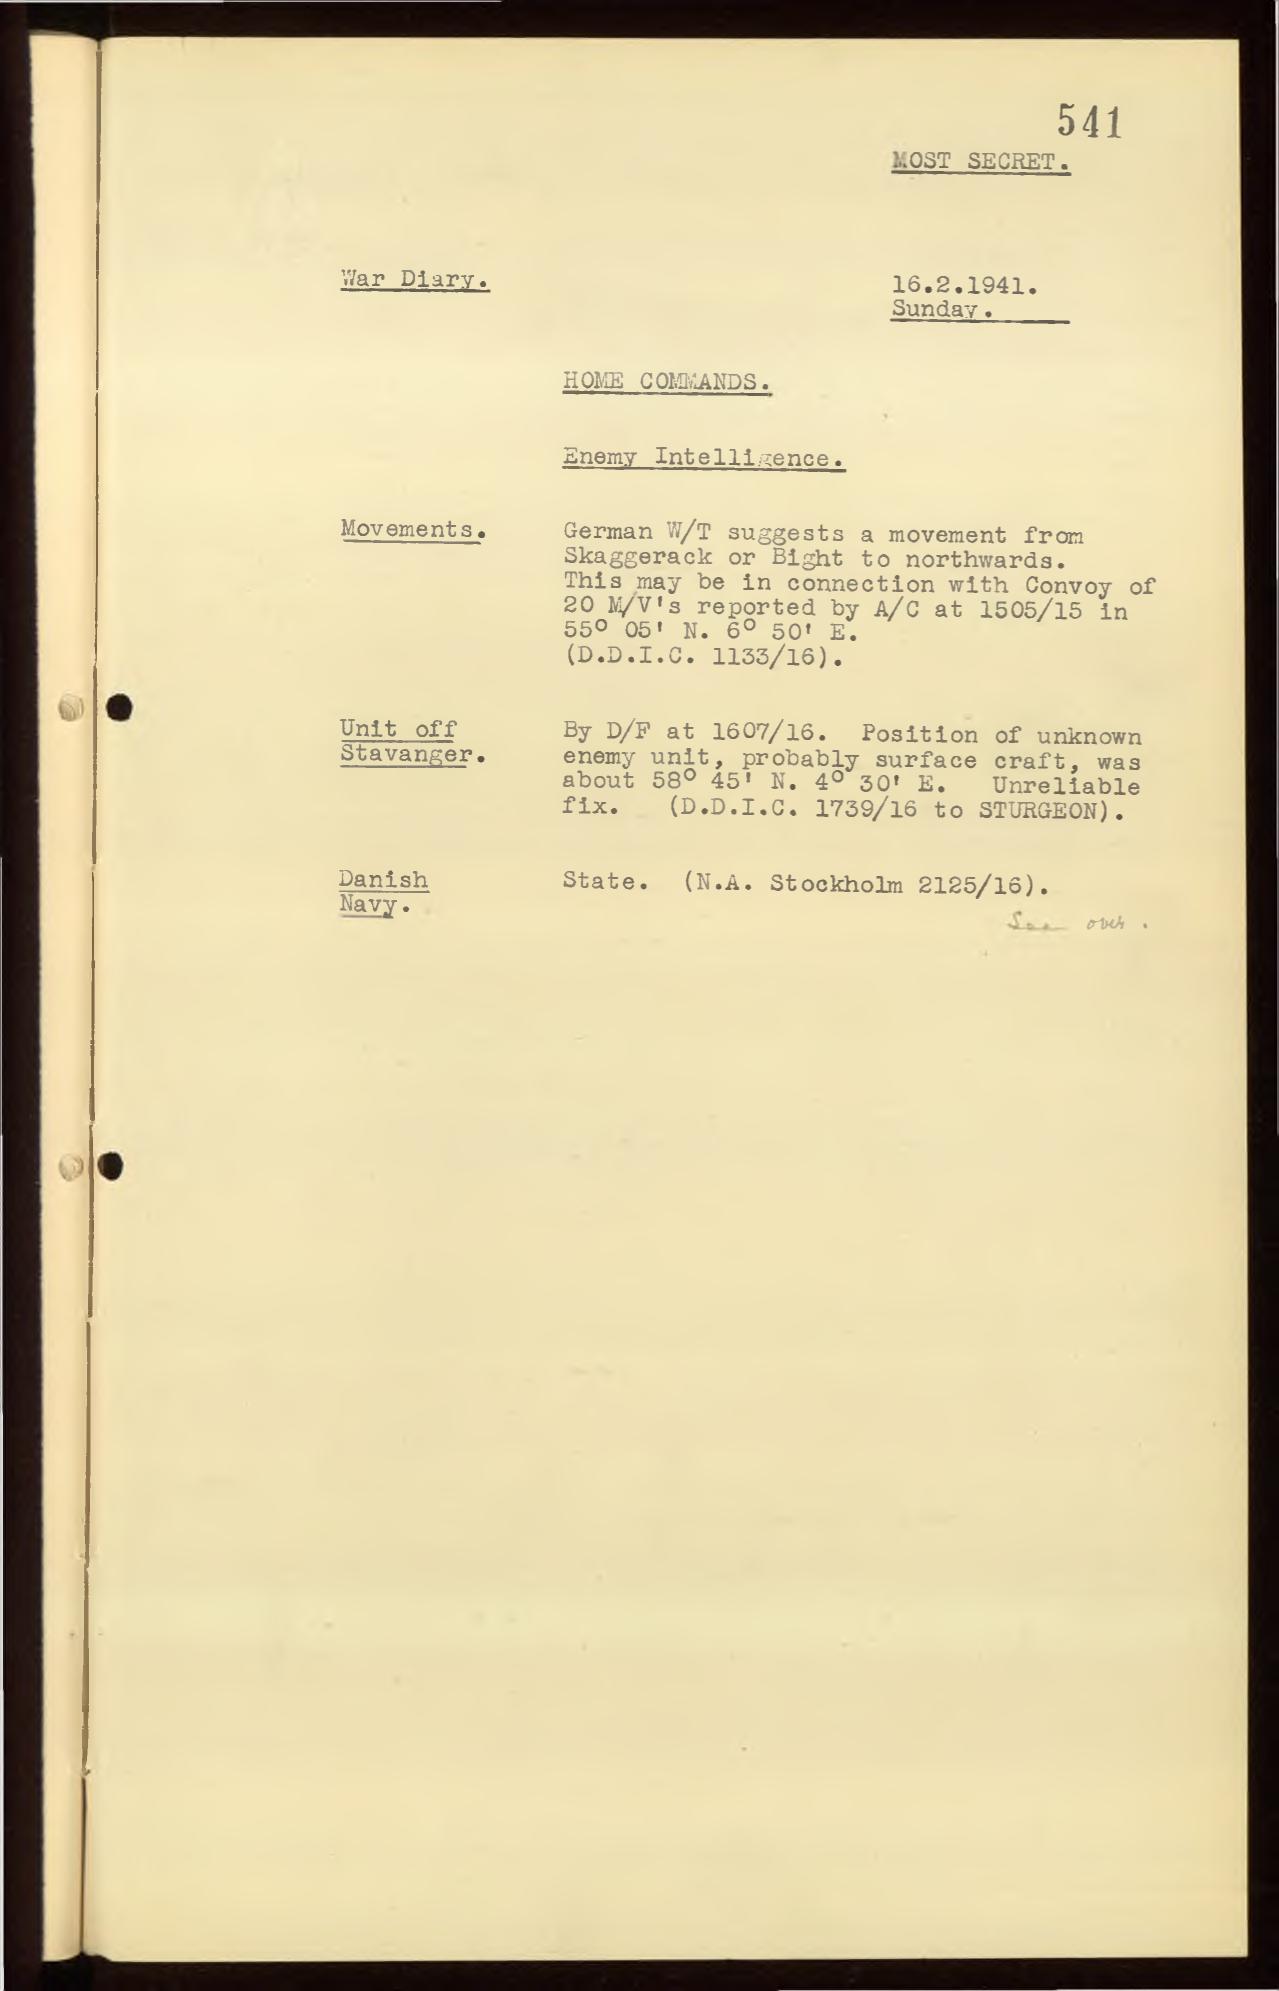 541
MOST SECRET.
War Diary.
16.2.1941.
Sunday.
HOME COMMANDS.
Enemy Intelligence.
Movements.
German W/T suggests a movement from
Skaggerack or Bight to northwards.
This may be in connection with Convoy of
20 M/V's reported by A/C at 1505/15 in
55° 05' N. 6° 50' E.
(D.D.I.C. 1133/16).
Unit off
Stavanger.
By D/F at 1607/16. Position of unknown
enemy unit, probably surface craft, was
about 58° 45' N. 4° 30' E. Unreliable
fix. (D.D.I.C. 1739/16 to STURGEON).
Danish
Navy.
State. (N.A. Stockholm 2125/16).
See over.